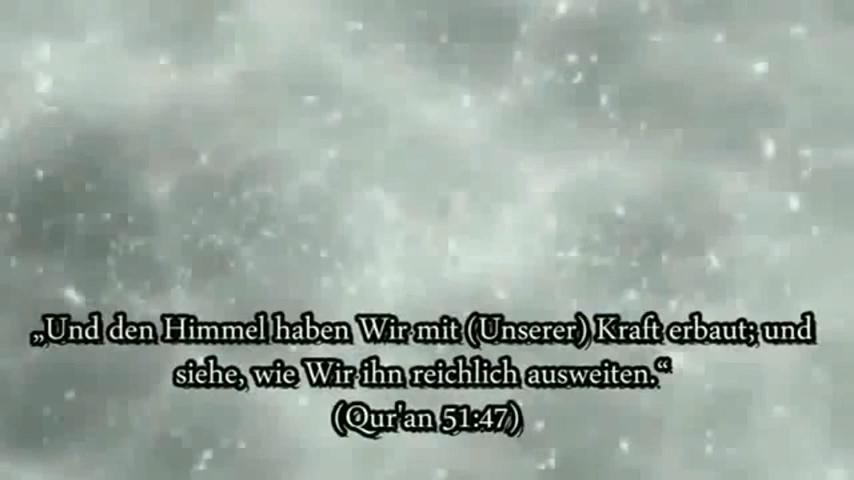 „Und den Himmel haben Wir mit (Unserer) Kraft erbaut; und
siehe, wie Wir ihn reichlich ausweiten.“
(Qur'an 51:47)